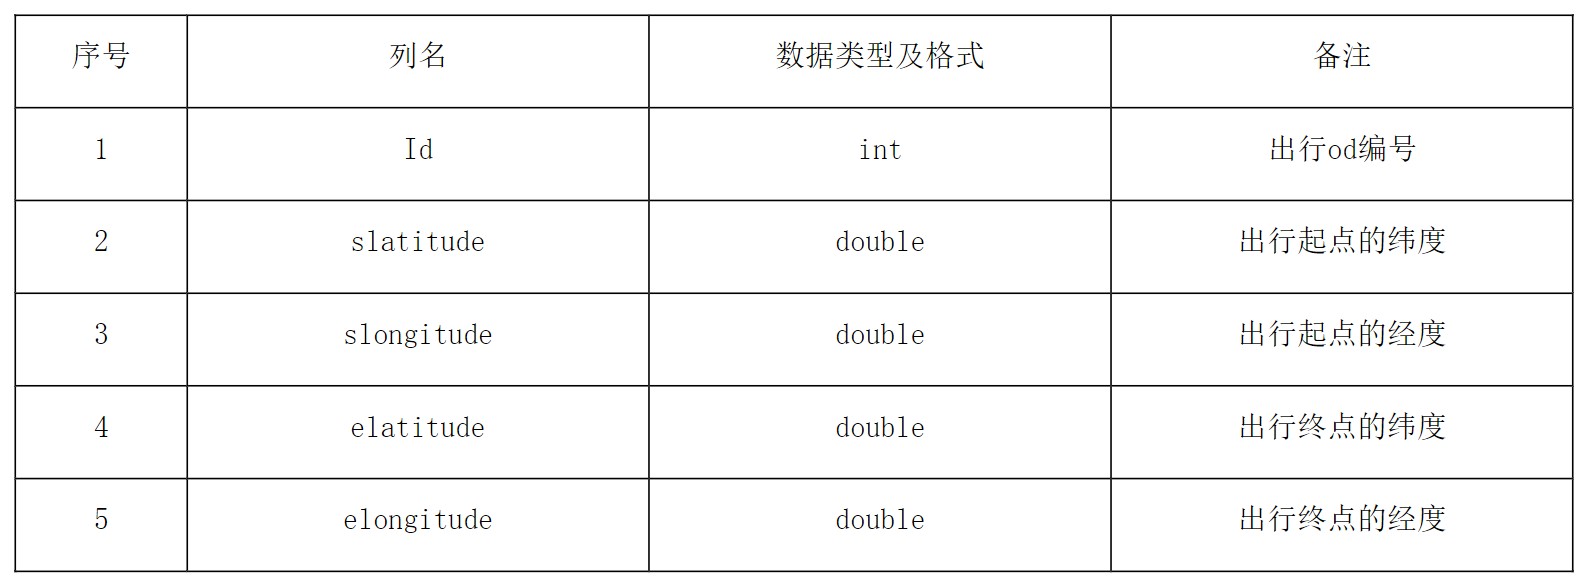 序号 列名 数据类型及格式 备注
1 Id int 出行od编号
2 slatitude double 出行起点的纬度
3 slongitude double 出行起点的经度
4 elatitude double 出行终点的纬度
5 elongitude double 出行终点的经度